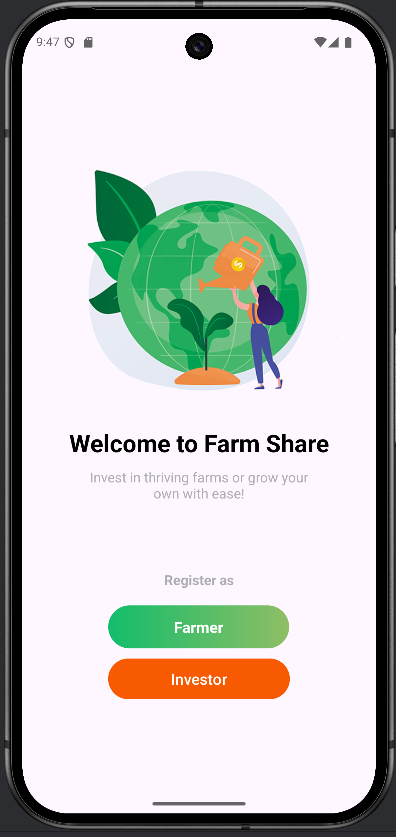 9:47
Welcome to Farm Share
Invest in thriving farms or grow your
own with ease!
Register as
Farmer
Investor